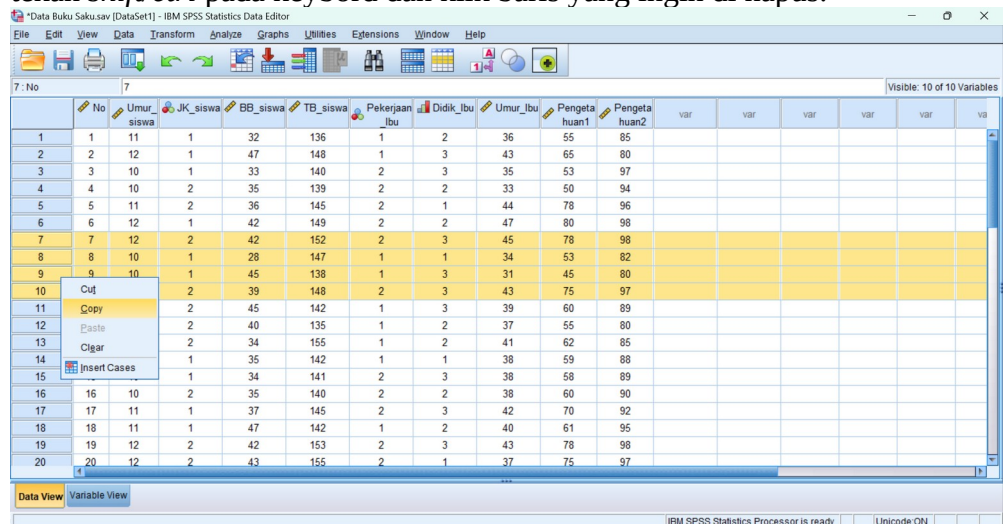 tekan shift ctrl pada keybord dan klik baris yang ingin di hapus.
*Data Buku Saku.sav [DataSet1] - IBM SPSS Statistics Data Editor
File Edit View Data Transform Analyze Graphs Utilities Extensions Window Help
7 : No 7 Visible: 10 of 10 Variables
No Umur_siswa JK_siswa BB_siswa TB_siswa Pekerjaan_Ibu Didik_Ibu Umur_Ibu Pengetahuan1 Pengetahuan2 var var var var var va
1 1 11 1 32 136 1 2 36 55 85
2 2 12 1 47 148 1 3 43 65 80
3 3 10 1 33 140 2 3 35 53 97
4 4 10 2 35 139 2 2 33 50 94
5 5 11 2 36 145 2 1 44 78 96
6 6 12 1 42 149 2 2 47 80 98
7 7 12 2 42 152 2 3 45 78 98
8 8 10 1 28 147 1 1 34 53 82
9 9 10 1 45 138 1 3 31 45 80
10 2 39 148 2 3 43 75 97
11 2 45 142 1 3 39 60 89
12 2 40 135 1 2 37 55 80
13 2 34 155 1 2 41 62 85
14 1 35 142 1 1 38 59 88
15 1 34 141 2 3 38 58 89
16 16 10 2 35 140 2 2 38 60 90
17 17 11 1 37 145 2 3 42 70 92
18 18 11 1 47 142 1 2 40 61 95
19 19 12 2 42 153 2 3 43 78 98
20 20 12 2 43 155 2 1 37 75 97
Cut
Copy
Paste
Clear
Insert Cases
Data View Variable View
IBM SPSS Statistics Processor is ready Unicode:ON